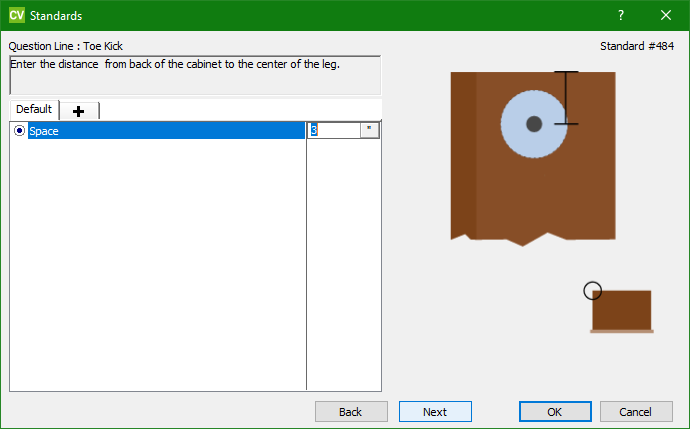 CV Standards ?
Question Line : Toe Kick Standard #484
Enter the distance  from back of the cabinet to the center of the leg.
Default
Space 3 "
Back Next OK Cancel